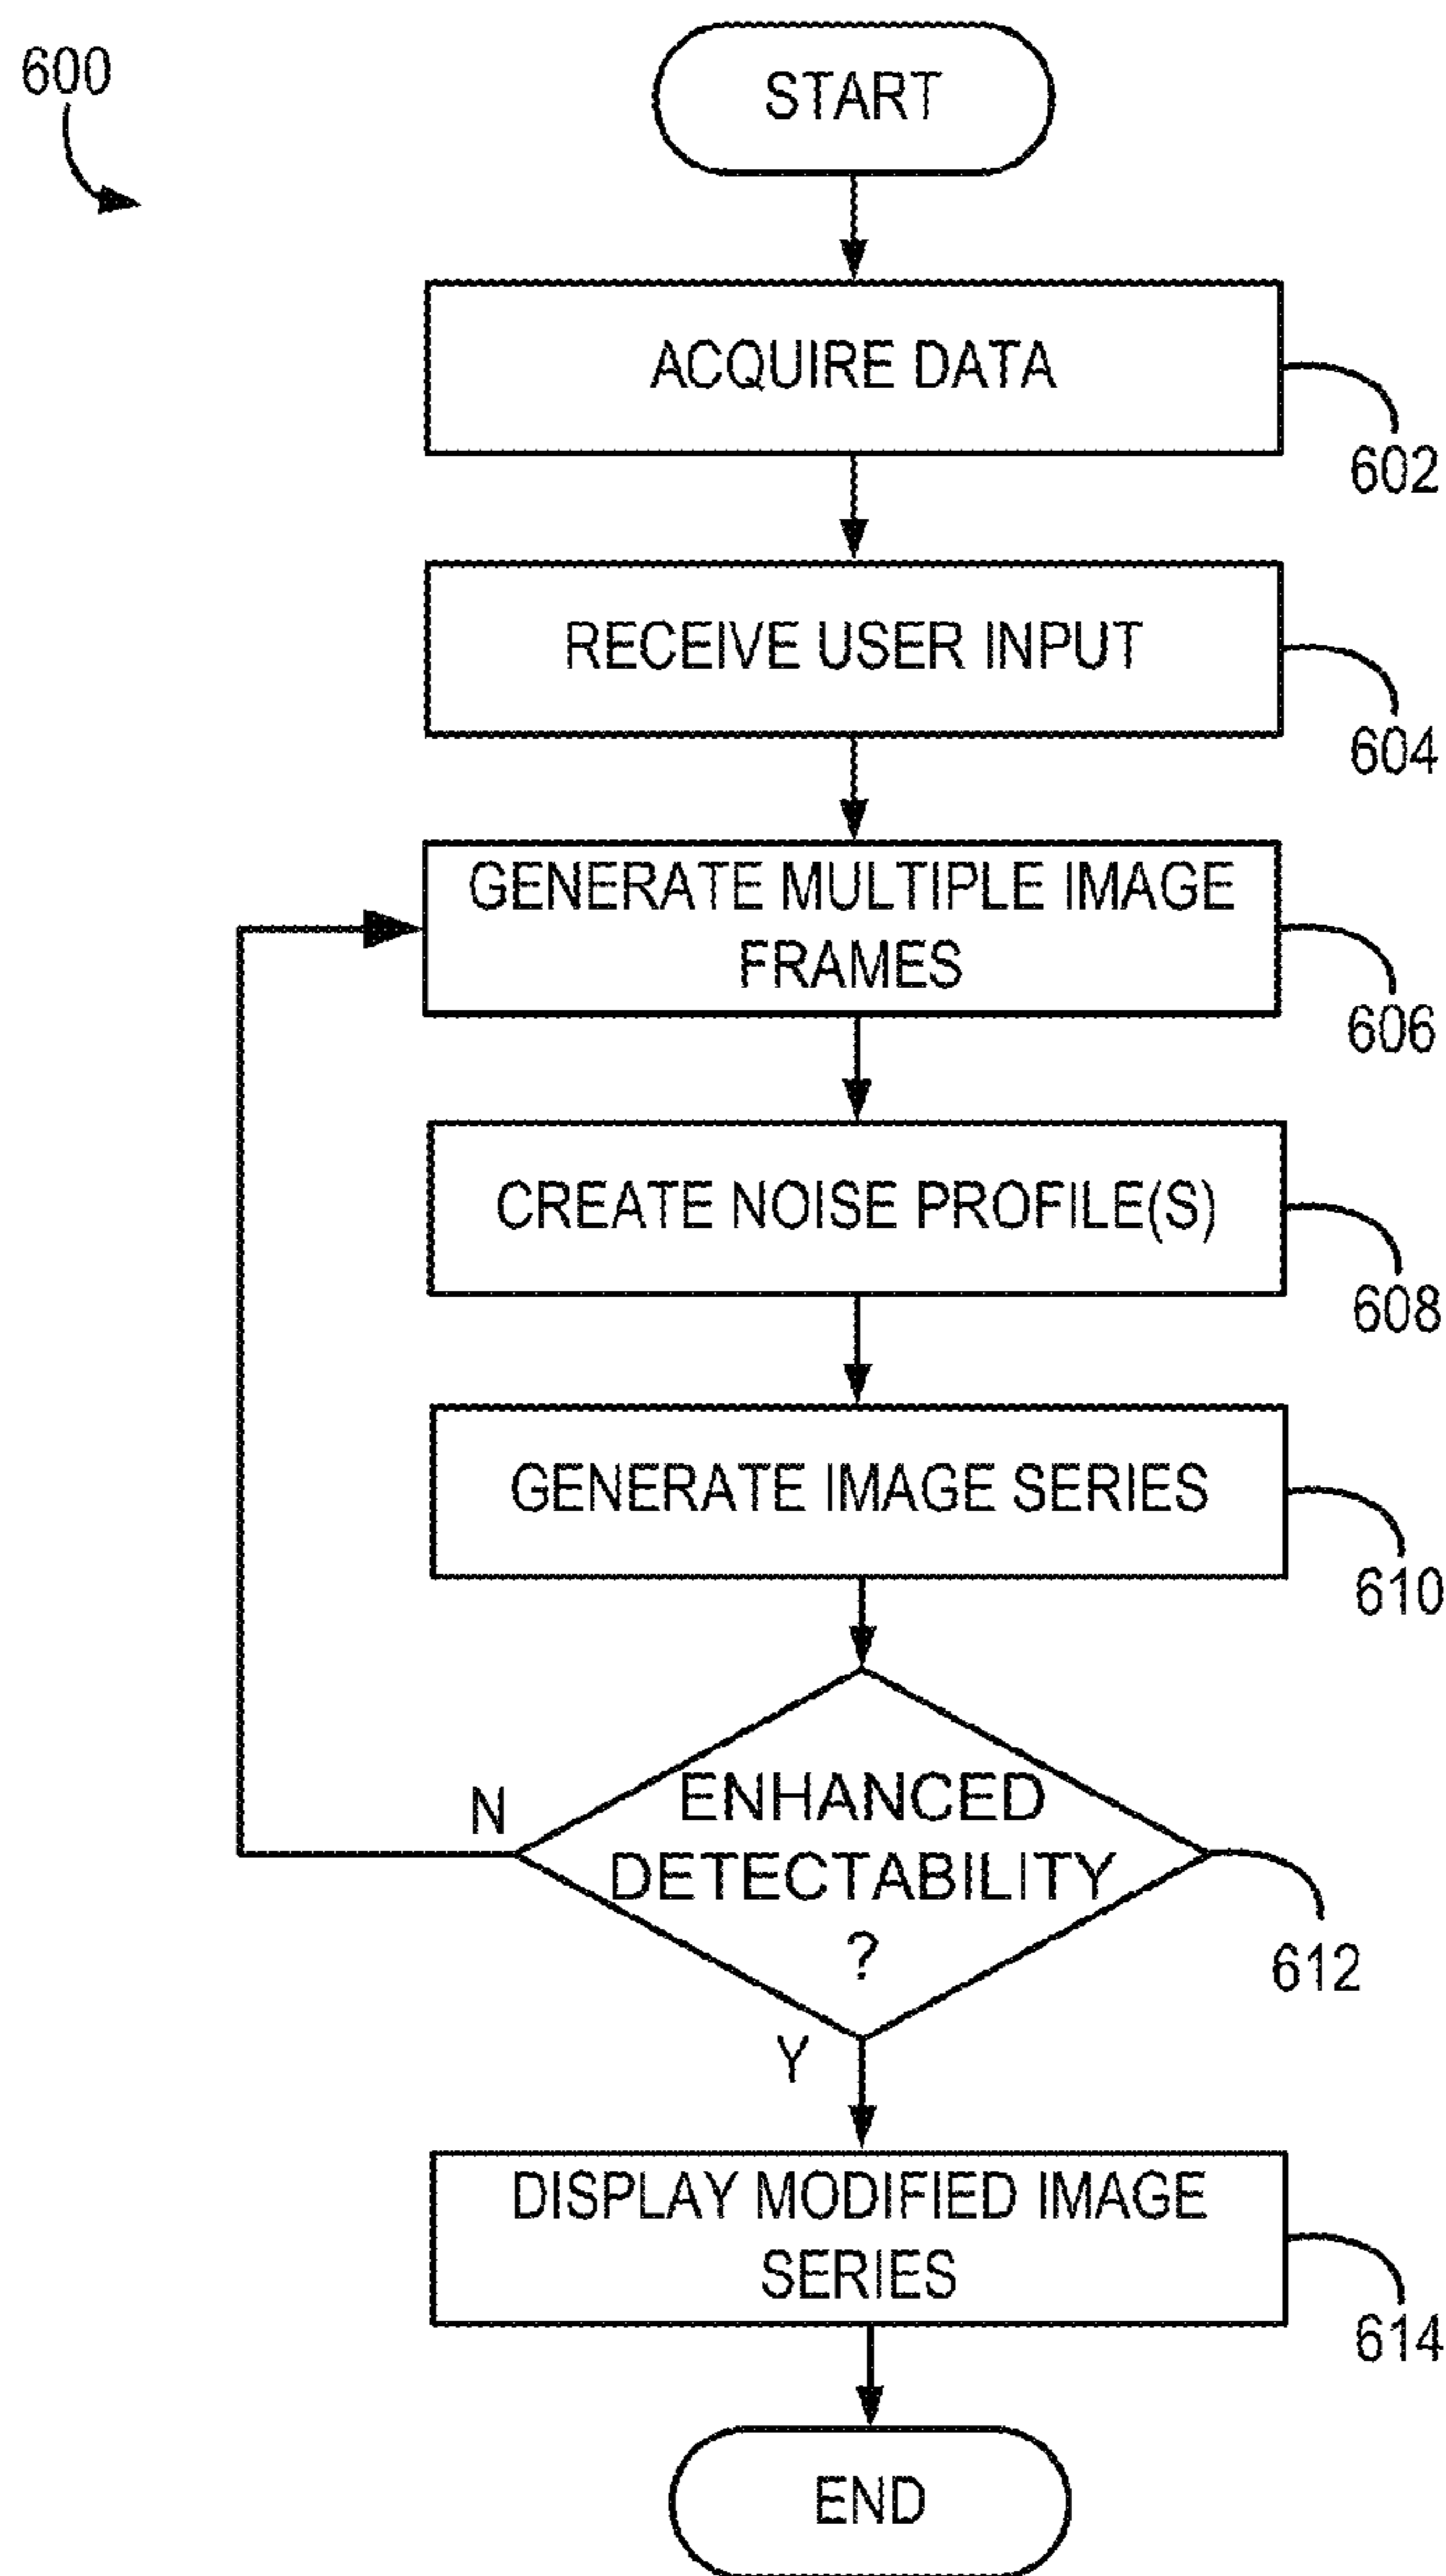 600
START
ACQUIRE DATA
602
RECEIVE USER INPUT
604
GENERATE MULTIPLE IMAGE
FRAMES
606
CREATE NOISE PROFILE(S)
608
GENERATE IMAGE SERIES
610
N
ENHANCED
DETECTABILITY
?
612
Y
DISPLAY MODIFIED IMAGE
SERIES
614
END